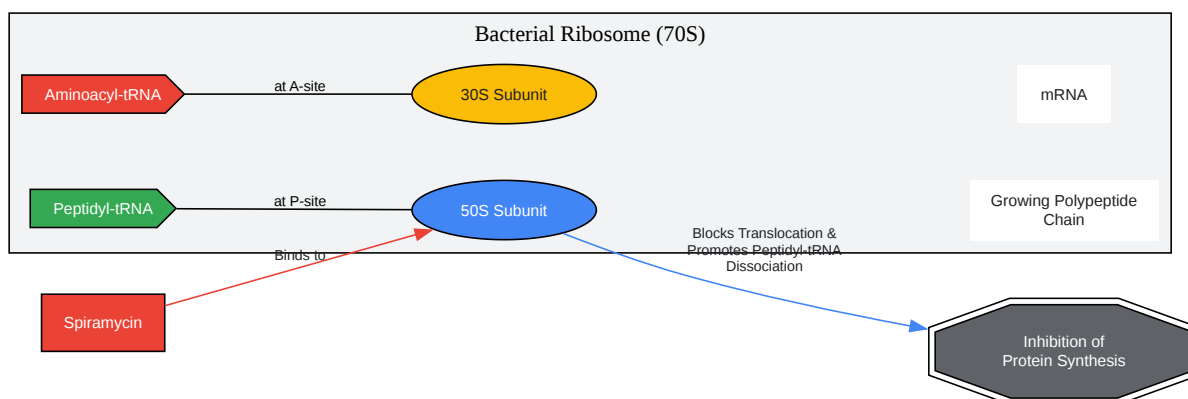 Bacterial Ribosome (70S)
Aminoacyl-tRNA
at A-site
30S Subunit
mRNA
Peptidyl-tRNA
at P-site
50S Subunit
Growing Polypeptide
Chain
Binds to
Blocks Translocation &
Promotes Peptidyl-tRNA
Dissociation
Spiramycin
Inhibition of
Protein Synthesis